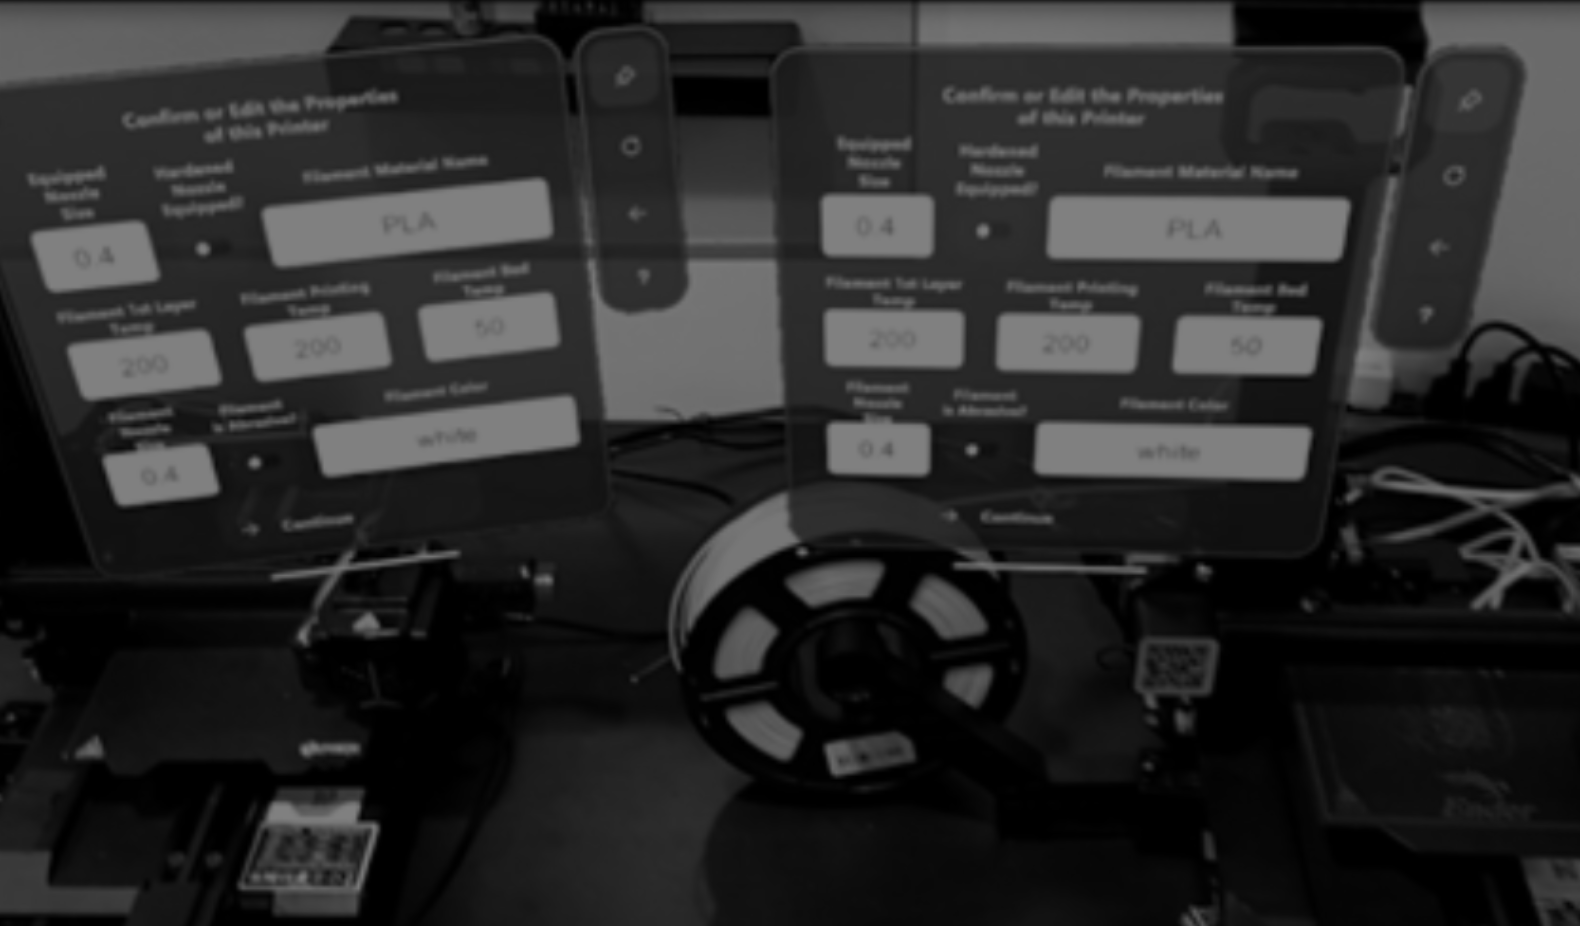 Confirm or Edit the Properties
of this Printer
Equipped
Nozzle
Size
Hardened
Nozzle
Equipped?
Filament Material Name
0.4
PLA
Filament 1st Layer
Temp
Filament Printing
Temp
Filament Bed
Temp
200
200
50
Filament
Nozzle
Size
Filament
is Abrasive?
Filament Color
0.4
white
Continue
?
Confirm or Edit the Properties
of this Printer
Equipped
Nozzle
Size
Hardened
Nozzle
Equipped?
Filament Material Name
0.4
PLA
Filament 1st Layer
Temp
Filament Printing
Temp
Filament Bed
Temp
200
200
50
Filament
Nozzle
Size
Filament
is Abrasive?
Filament Color
0.4
white
Continue
?
Ender